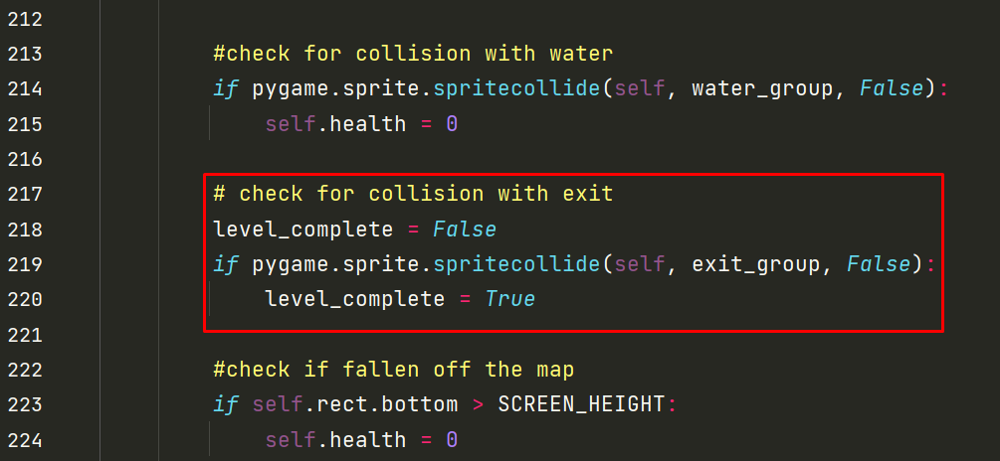 212
213 #check for collision with water
214 if pygame.sprite.spritecollide(self, water_group, False):
215 self.health = 0
216
217 # check for collision with exit
218 level_complete = False
219 if pygame.sprite.spritecollide(self, exit_group, False):
220 level_complete = True
221
222 #check if fallen off the map
223 if self.rect.bottom > SCREEN_HEIGHT:
224 self.health = 0